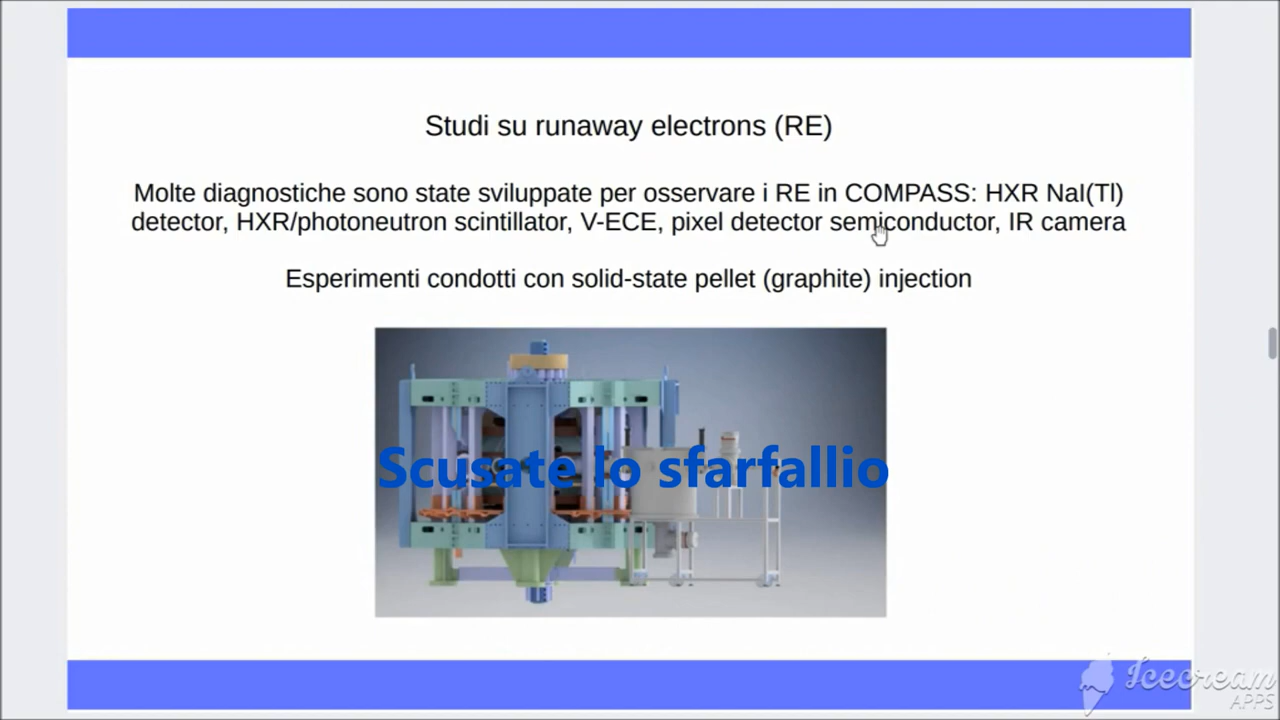 Studi su runaway electrons (RE)
Molte diagnostiche sono state sviluppate per osservare i RE in COMPASS: HXR NaI(Tl)
detector, HXR/photoneutron scintillator, V-ECE, pixel detector semiconductor, IR camera
Esperimenti condotti con solid-state pellet (graphite) injection
Scusate lo sfarfallio
Icecream
APPS